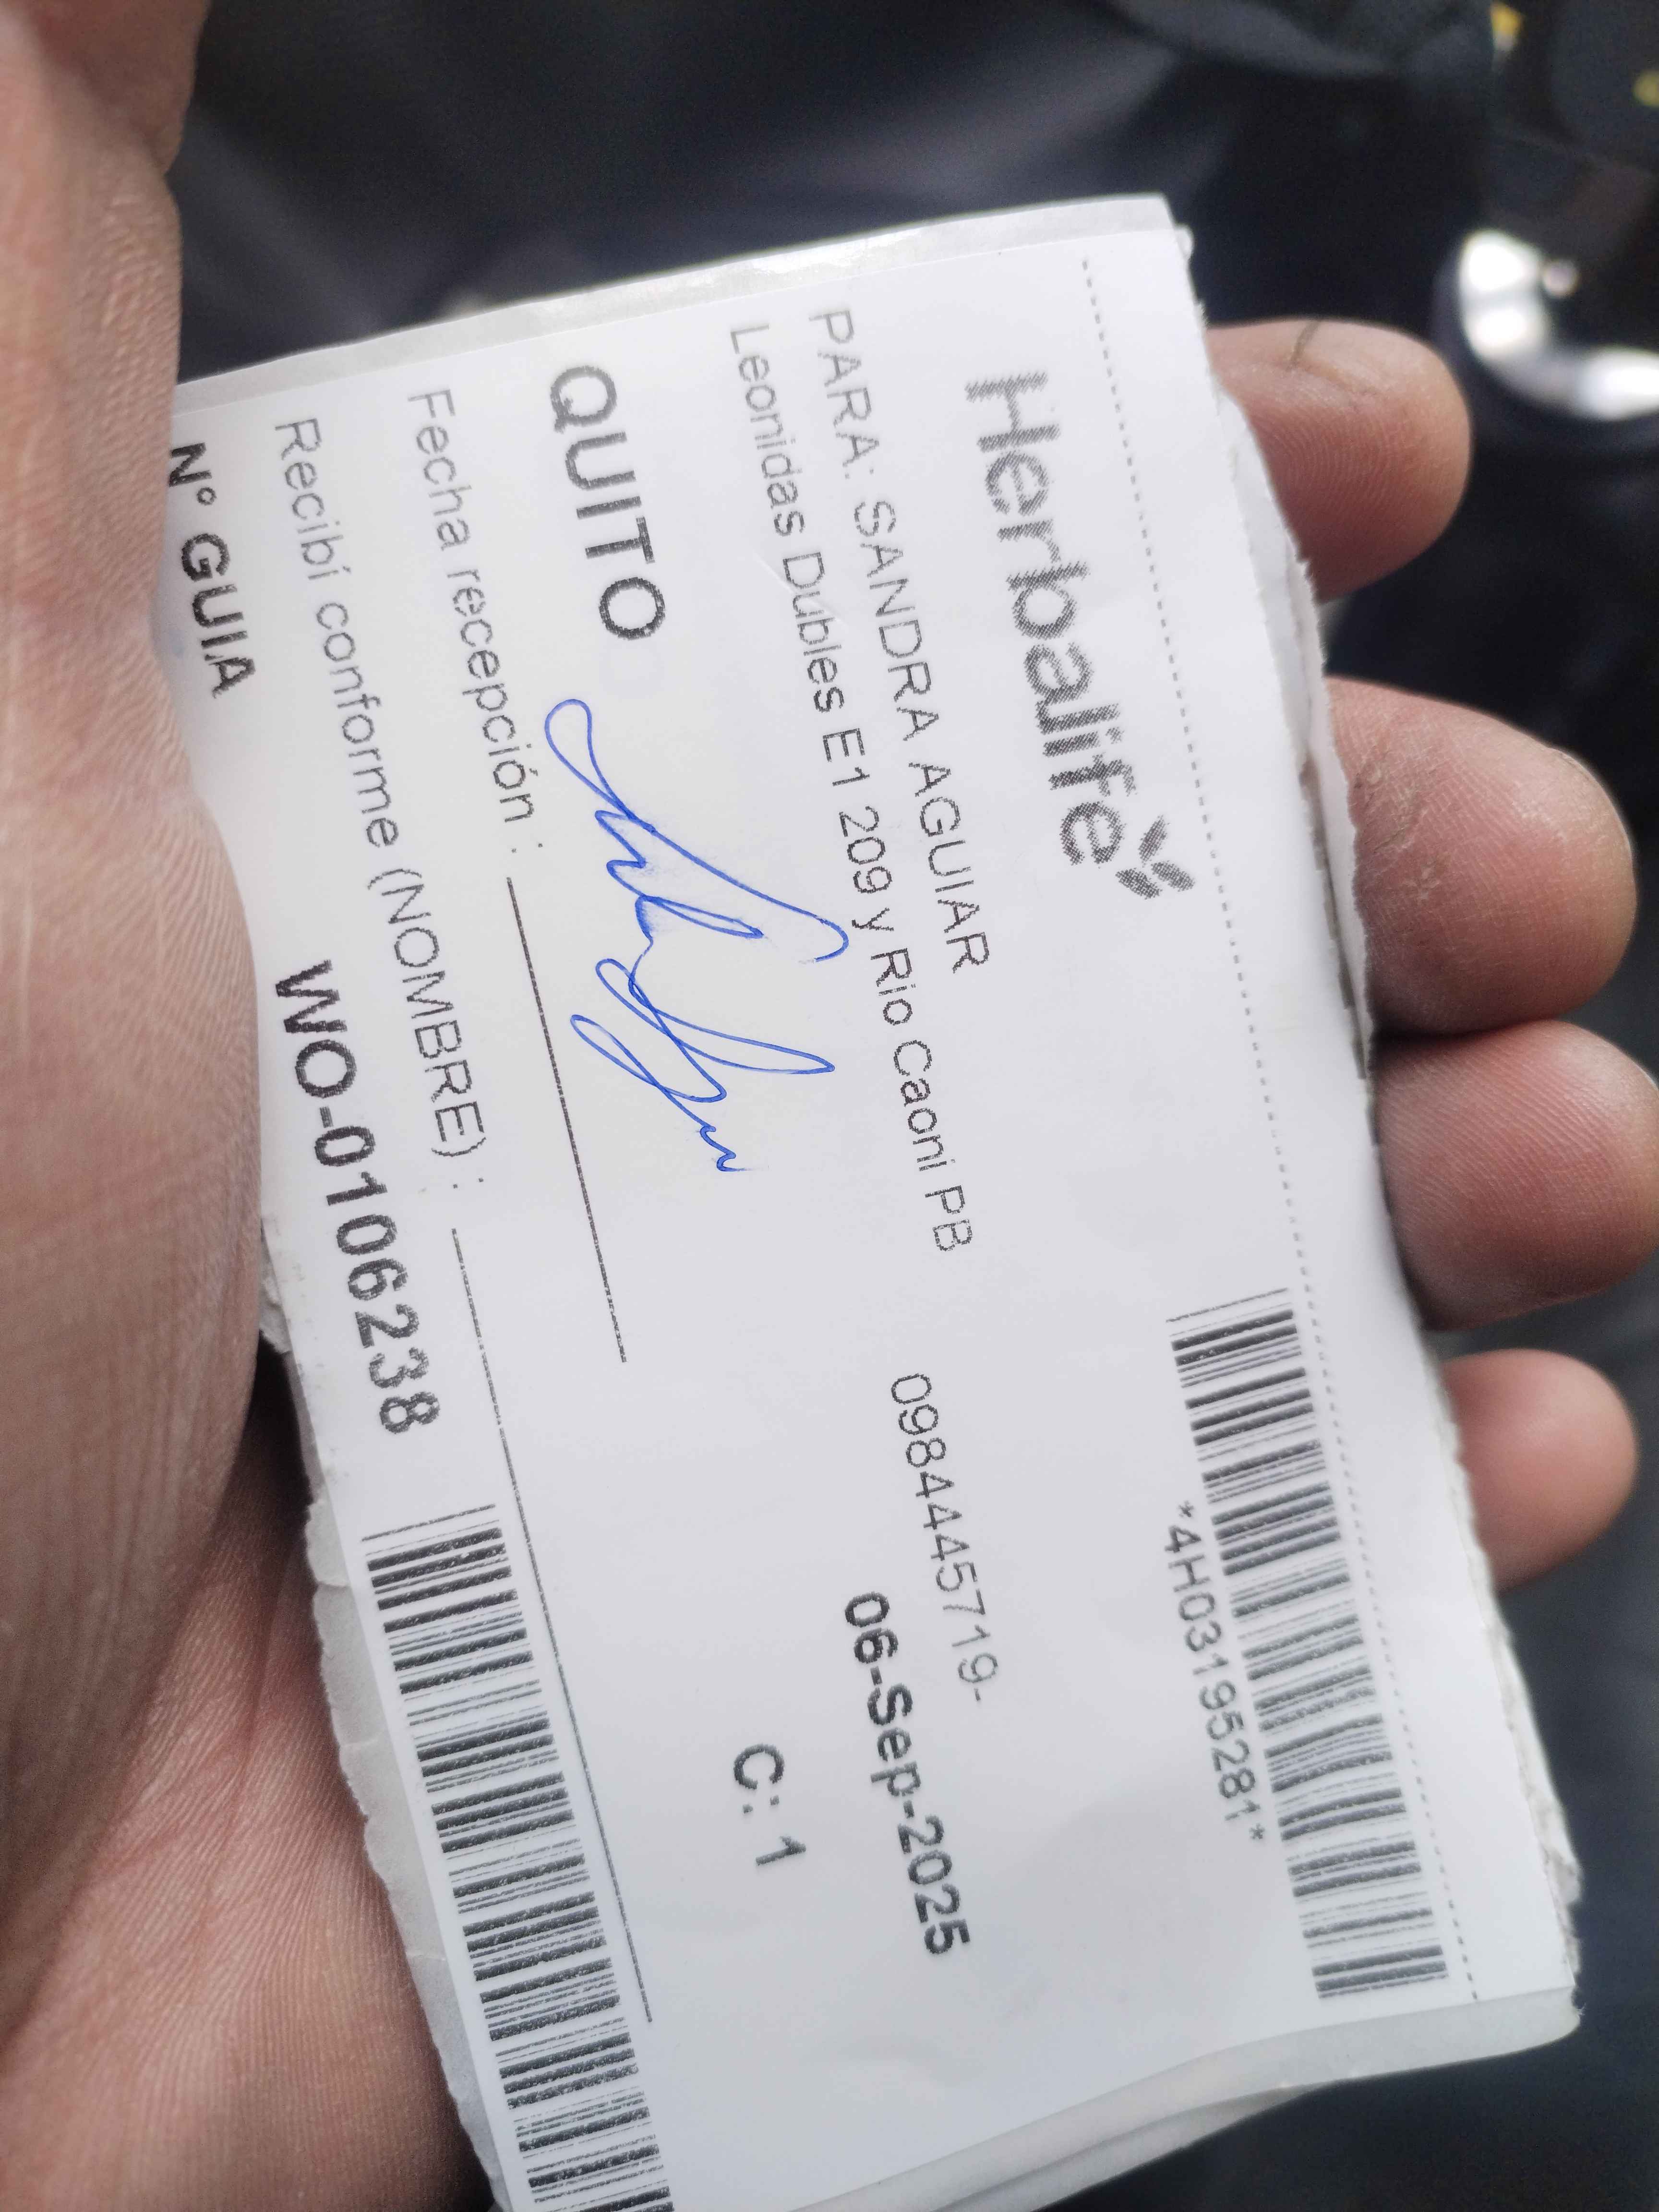 *4H03195281*
Herbalife
PARA: SANDRA AGUIAR
0984445719-
Leonidas Dubles E1 209 y Rio Caoni PB
06-Sep-2025
QUITO
C: 1
Fecha recepción :
Recibí conforme (NOMBRE) :
N° GUIA WO-0106238